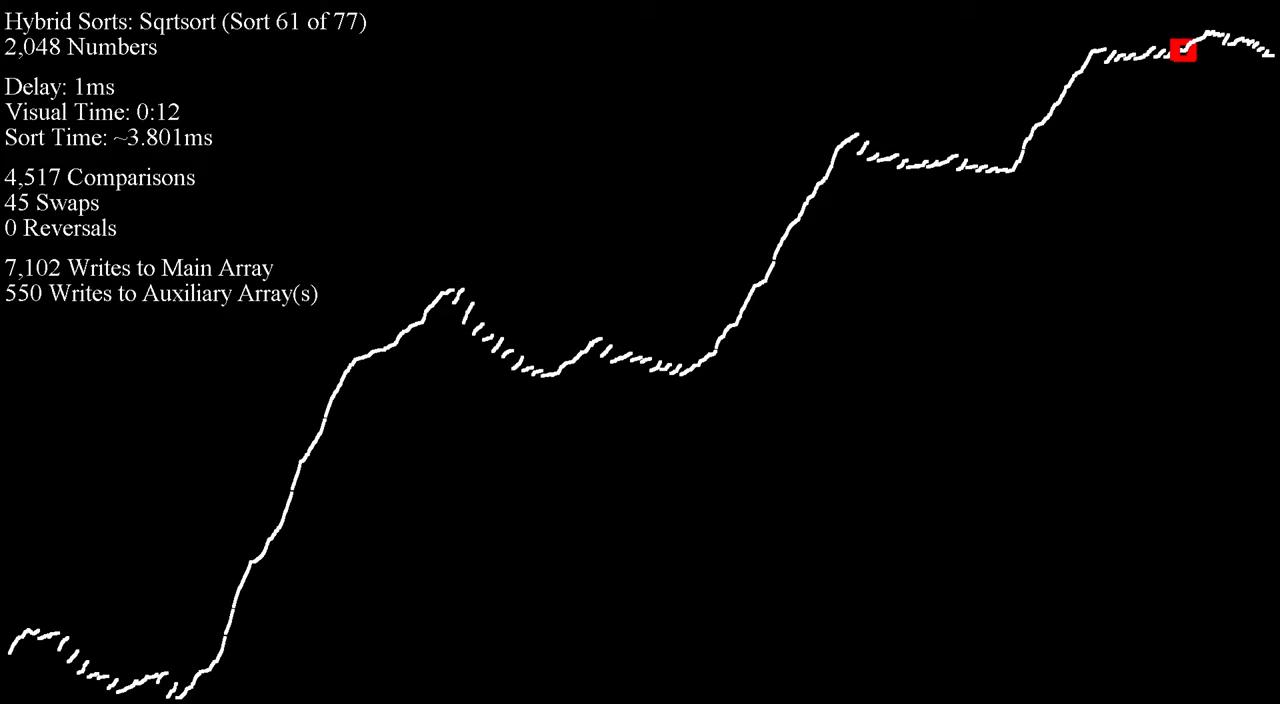 Hybrid Sorts: Sqrtsort (Sort 61 of 77)
2,048 Numbers
Delay: 1ms
Visual Time: 0:12
Sort Time: ~3.801ms
4,517 Comparisons
45 Swaps
0 Reversals
7,102 Writes to Main Array
550 Writes to Auxiliary Array(s)